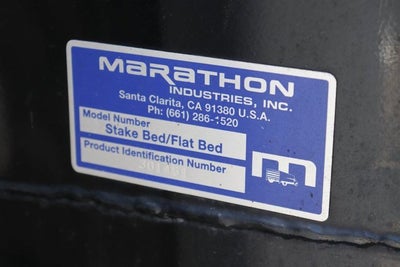 MaRaTHON
INDUSTRIES, INC.
Santa Clarita, CA 91380 U.S.A.
Ph: (661) 286-1520
Model Number
Stake Bed/Flat Bed
Product Identification Number
m